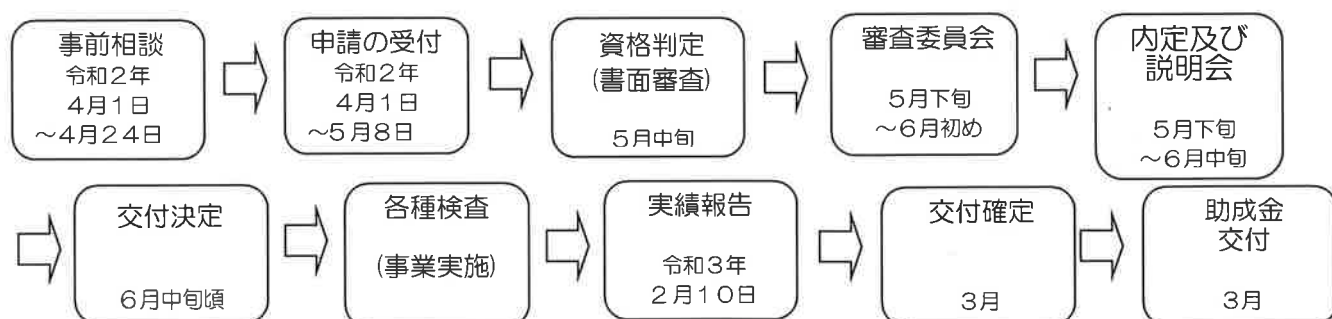 事前相談
令和2年
4月1日
~4月24日
申請の受付
令和2年
4月1日
~5月8日
資格判定
(書面審査)
5月中旬
審査委員会
5月下旬
~6月初め
内定及び
説明会
5月下旬
~6月中旬
交付決定
6月中旬頃
各種検査
(事業実施)
実績報告
令和3年
2月10日
交付確定
3月
助成金
交付
3月